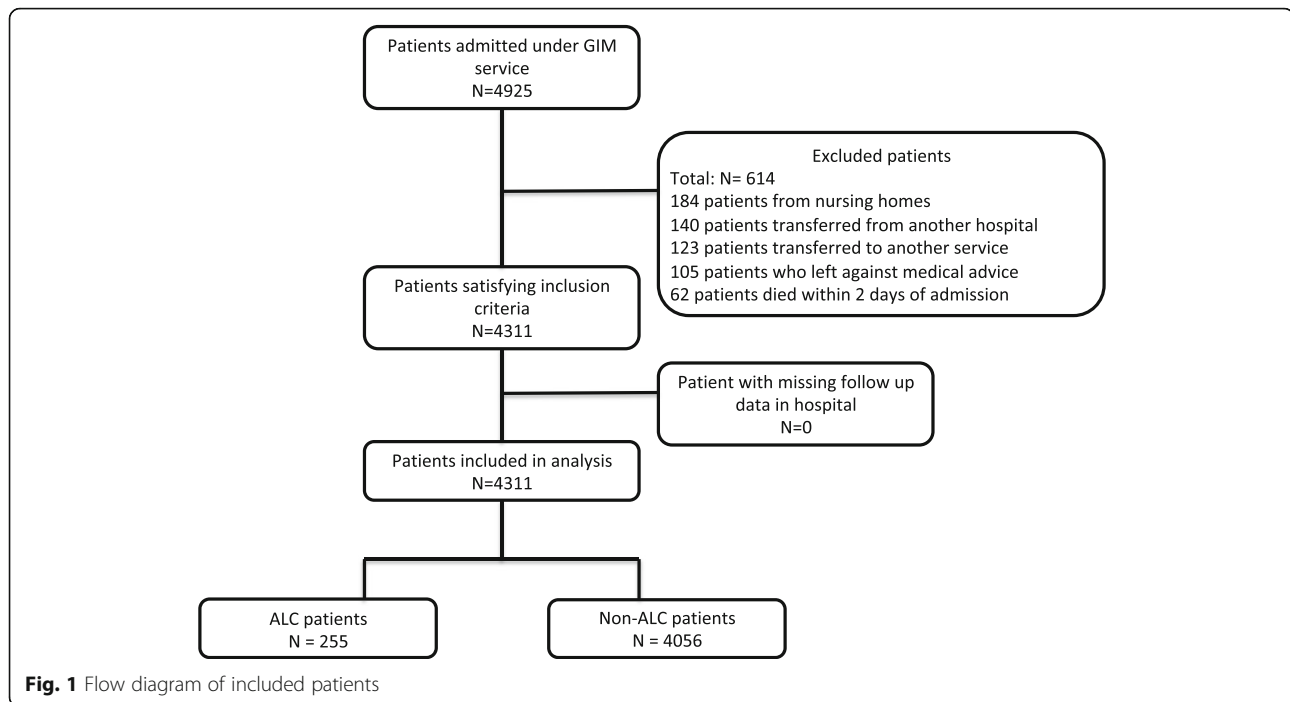 Patients admitted under GIM
service
N=4925
Excluded patients
Total: N= 614
184 patients from nursing homes
140 patients transferred from another hospital
123 patients transferred to another service
105 patients who left against medical advice
62 patients died within 2 days of admission
Patients satisfying inclusion
criteria
N=4311
Patient with missing follow up
data in hospital
N=0
Patients included in analysis
N=4311
ALC patients
N = 255
Non-ALC patients
N = 4056
Fig. 1 Flow diagram of included patients